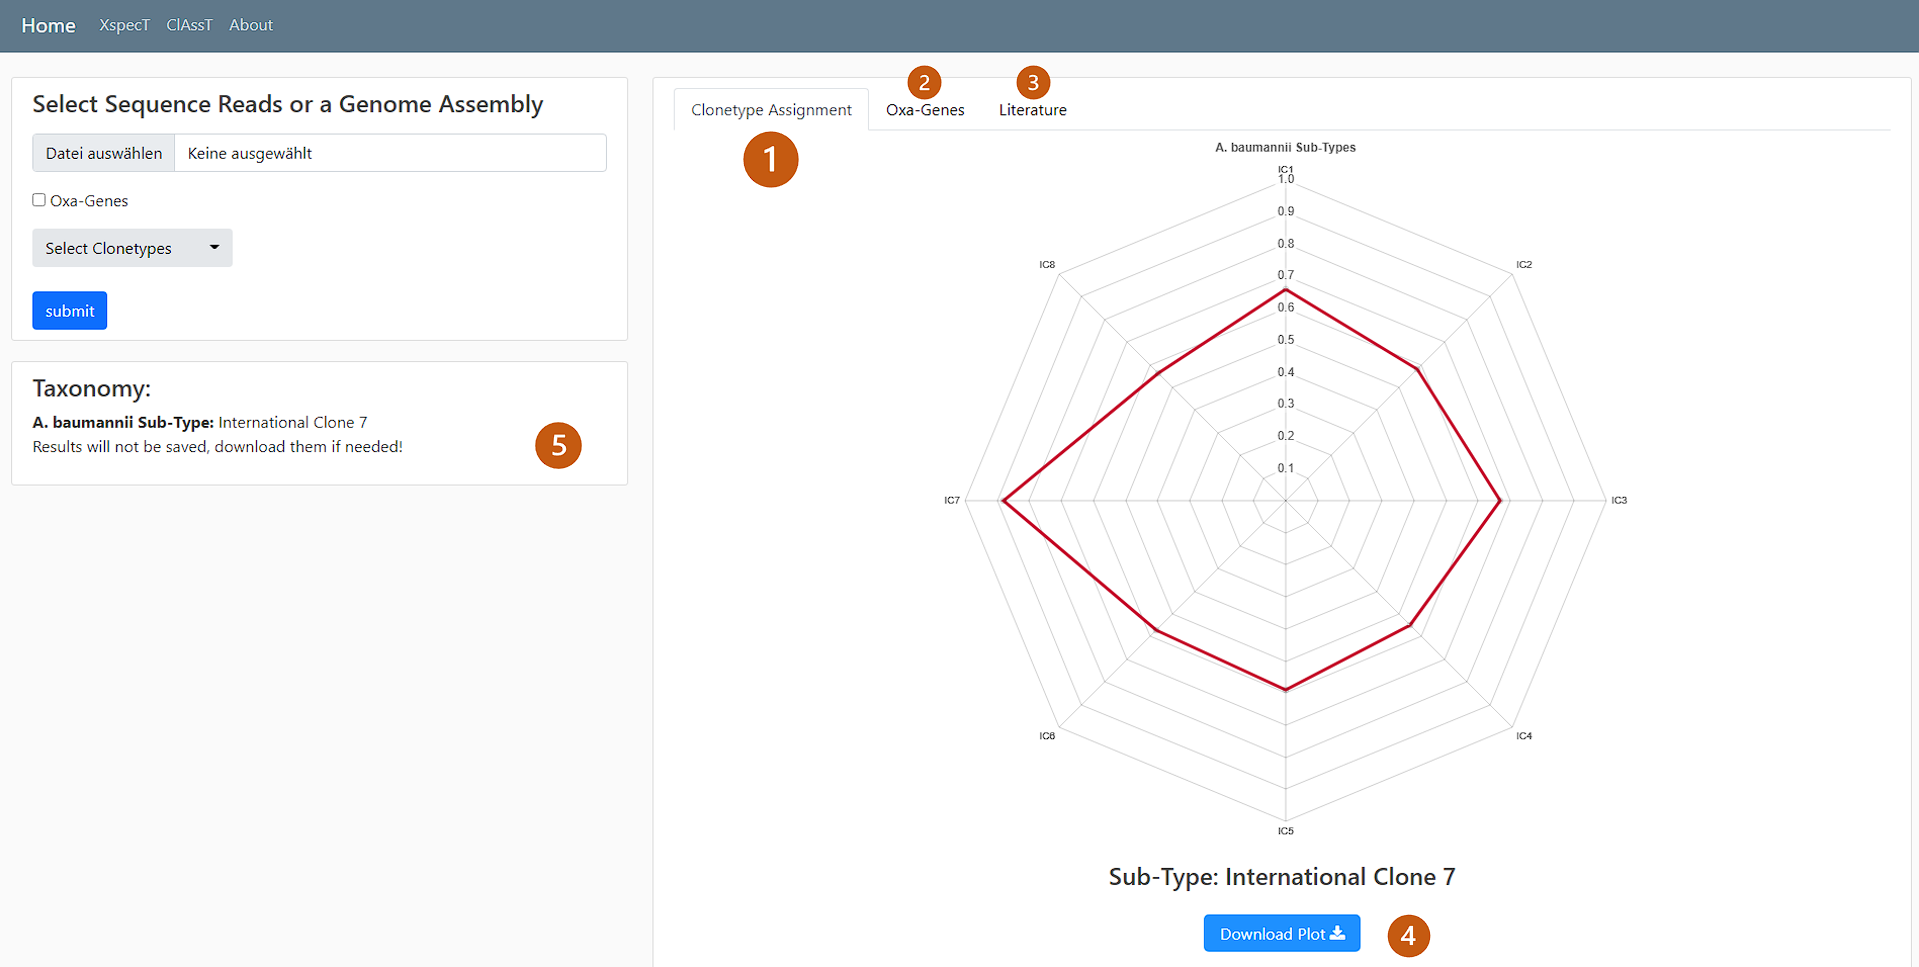 Home XspecT ClAssT About
Select Sequence Reads or a Genome Assembly
Datei auswählen Keine ausgewählt
Oxa-Genes
Select Clonetypes
submit
Taxonomy:
A. baumannii Sub-Type: International Clone 7
Results will not be saved, download them if needed!
5
2
3
Clonetype Assignment Oxa-Genes Literature
1
A. baumannii Sub-Types
IC1
1.0
0.9
0.8
0.7
0.6
0.5
0.4
0.3
0.2
0.1
IC2
IC3
IC4
IC5
IC6
IC7
IC8
Sub-Type: International Clone 7
Download Plot
4